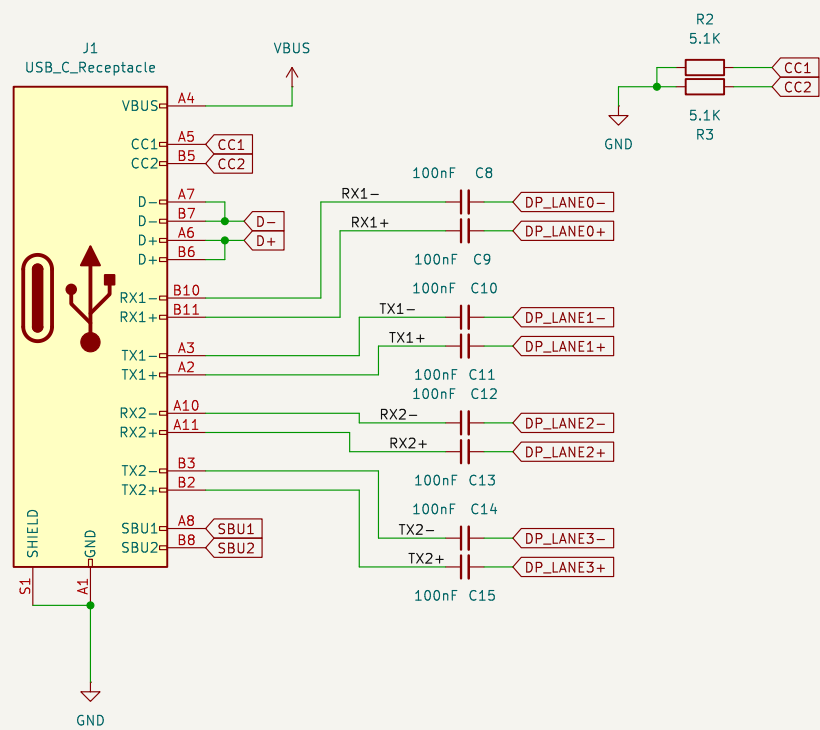 J1
USB_C_Receptacle
VBUS
R2
5.1K
CC1
CC2
5.1K
R3
GND
VBUS A4
CC1 A5 CC1
CC2 B5 CC2
D- A7
D- B7 D-
D+ A6 D+
D+ B6
RX1- B10
RX1+ B11
TX1- A3
TX1+ A2
RX2- A10
RX2+ A11
TX2- B3
TX2+ B2
SBU1 A8 SBU1
SBU2 B8 SBU2
SHIELD
GND
S1
A1
GND
100nF C8
RX1- DP_LANE0-
RX1+ DP_LANE0+
100nF C9
100nF C10
TX1- DP_LANE1-
TX1+ DP_LANE1+
100nF C11
100nF C12
RX2- DP_LANE2-
RX2+ DP_LANE2+
100nF C13
100nF C14
TX2- DP_LANE3-
TX2+ DP_LANE3+
100nF C15